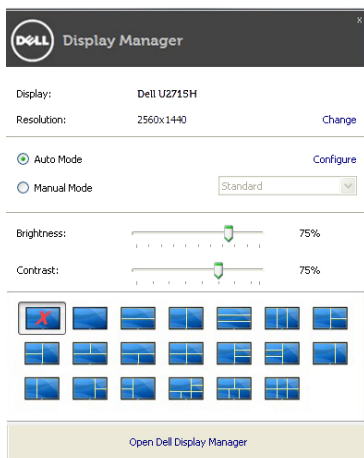 x
DELL Display Manager
Display: Dell U2715H
Resolution: 2560x1440 Change
Auto Mode Configure
Manual Mode Standard
Brightness: 75%
Contrast: 75%
X
Open Dell Display Manager